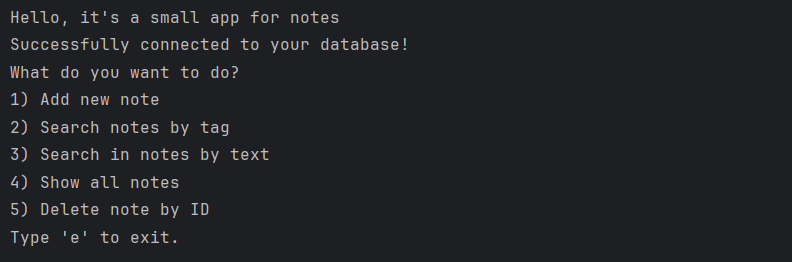 Hello, it's a small app for notes
Successfully connected to your database!
What do you want to do?
1) Add new note
2) Search notes by tag
3) Search in notes by text
4) Show all notes
5) Delete note by ID
Type 'e' to exit.